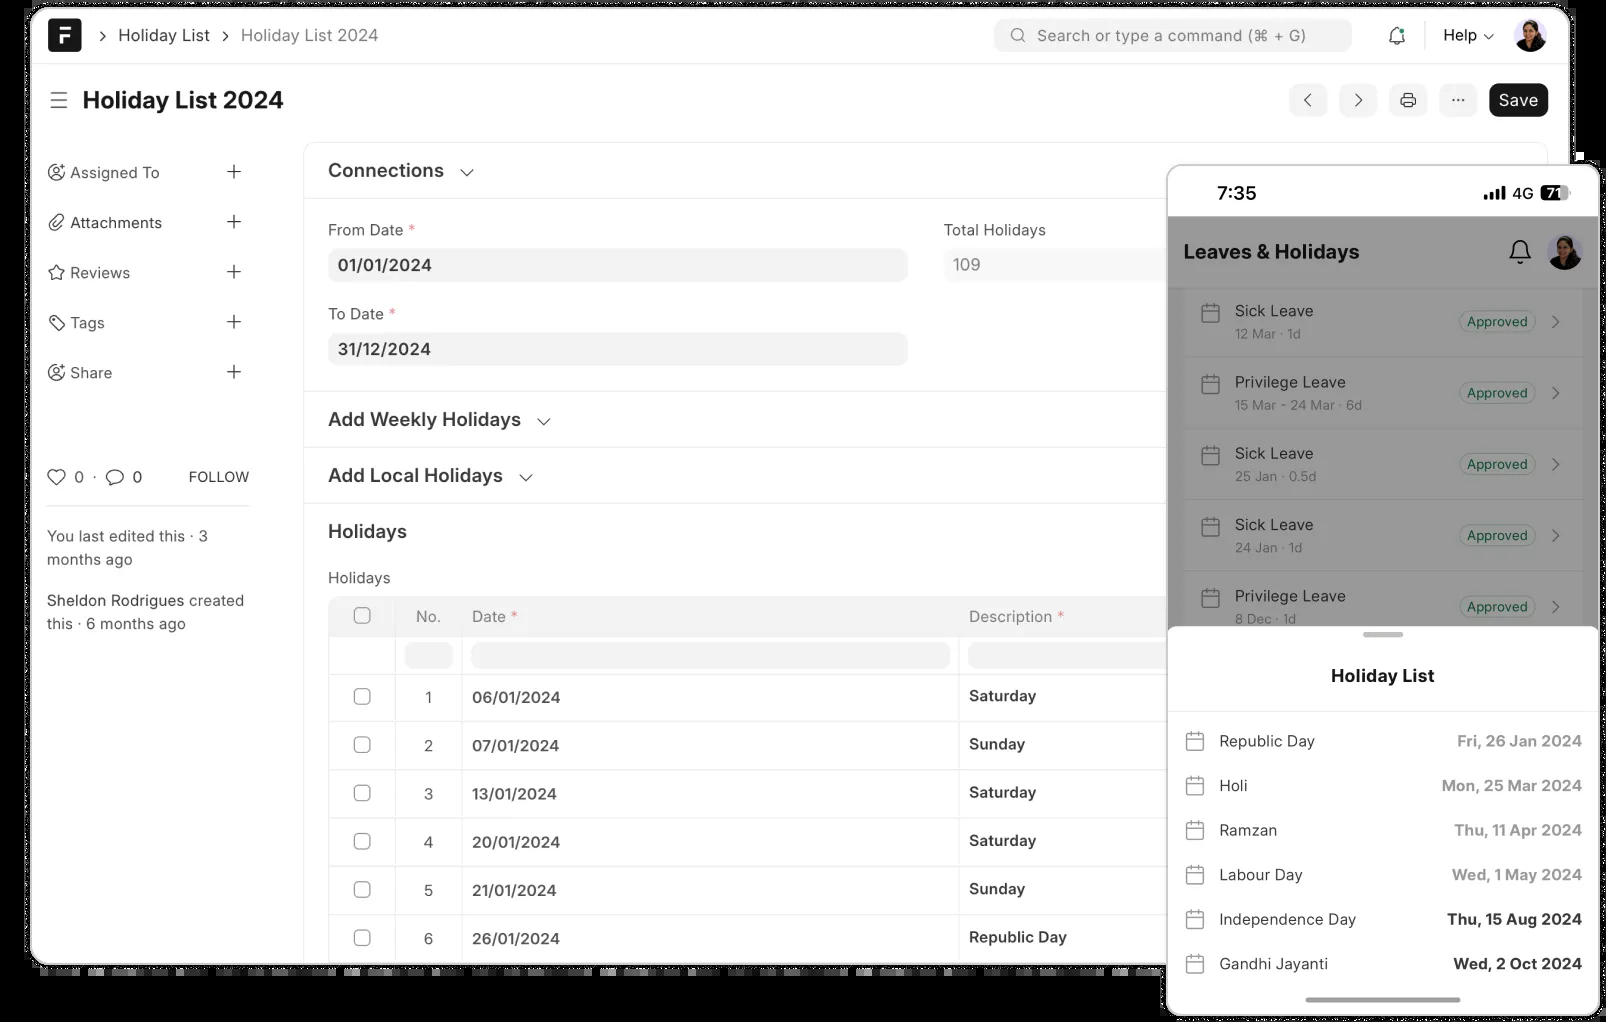 F
Holiday List
Holiday List 2024
Search or type a command (⌘ + G)
Help
Holiday List 2024
Save
Assigned To
Attachments
Reviews
Tags
Share
0 · 0
FOLLOW
You last edited this · 3
months ago
Sheldon Rodrigues created
this · 6 months ago
Connections
From Date *
01/01/2024
Total Holidays
109
To Date *
31/12/2024
Add Weekly Holidays
Add Local Holidays
Holidays
Holidays
No. Date * Description *
1 06/01/2024 Saturday
2 07/01/2024 Sunday
3 13/01/2024 Saturday
4 20/01/2024 Saturday
5 21/01/2024 Sunday
6 26/01/2024 Republic Day
7:35 4G 71
Leaves & Holidays
Sick Leave
12 Mar · 1d
Approved
Privilege Leave
15 Mar - 24 Mar · 6d
Approved
Sick Leave
25 Jan · 0.5d
Approved
Sick Leave
24 Jan · 1d
Approved
Privilege Leave
8 Dec · 1d
Approved
Holiday List
Republic Day Fri, 26 Jan 2024
Holi Mon, 25 Mar 2024
Ramzan Thu, 11 Apr 2024
Labour Day Wed, 1 May 2024
Independence Day Thu, 15 Aug 2024
Gandhi Jayanti Wed, 2 Oct 2024